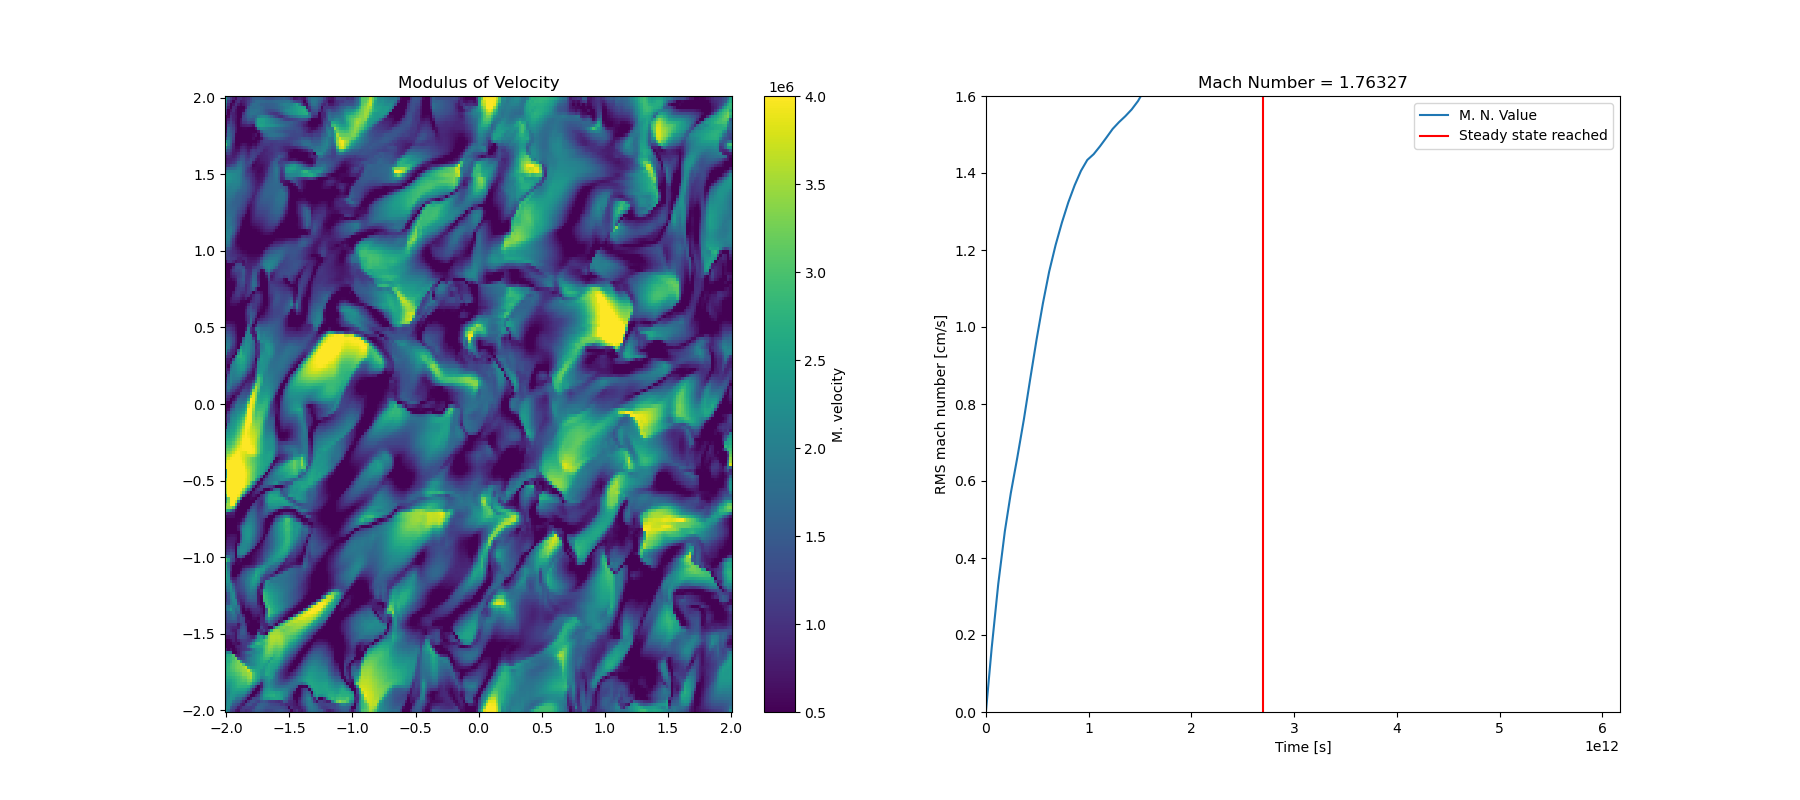 Modulus of Velocity
1e6
2.0
1.5
1.0
0.5
0.0
−0.5
−1.0
−1.5
−2.0
−2.0 −1.5 −1.0 −0.5 0.0 0.5 1.0 1.5 2.0
4.0
3.5
3.0
2.5
2.0
1.5
1.0
0.5
M. velocity
Mach Number = 1.76327
M. N. Value
Steady state reached
RMS mach number [cm/s]
1.6
1.4
1.2
1.0
0.8
0.6
0.4
0.2
0.0
0 1 2 3 4 5 6
Time [s]
1e12